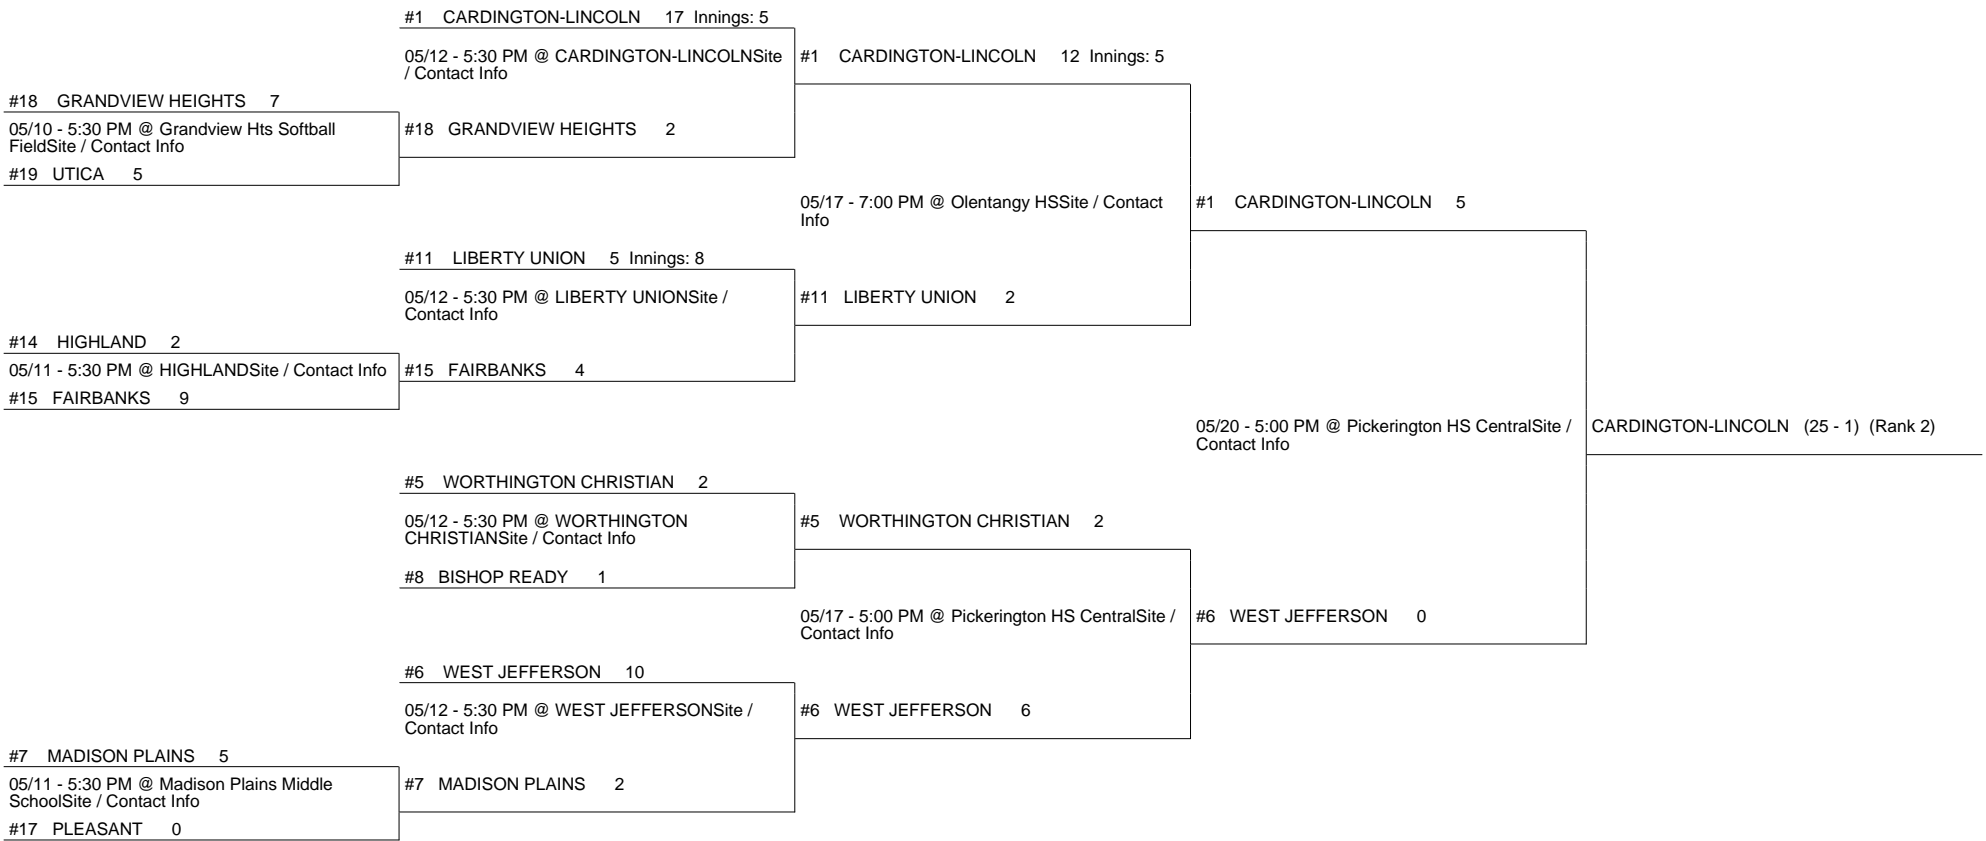 #18 GRANDVIEW HEIGHTS 7
05/10 - 5:30 PM @ Grandview Hts Softball
FieldSite / Contact Info
#19 UTICA 5
#14 HIGHLAND 2
05/11 - 5:30 PM @ HIGHLANDSite / Contact Info
#15 FAIRBANKS 9
#7 MADISON PLAINS 5
05/11 - 5:30 PM @ Madison Plains Middle
SchoolSite / Contact Info
#17 PLEASANT 0
#1 CARDINGTON-LINCOLN 17 Innings: 5
05/12 - 5:30 PM @ CARDINGTON-LINCOLNSite
/ Contact Info
#18 GRANDVIEW HEIGHTS 2
#11 LIBERTY UNION 5 Innings: 8
05/12 - 5:30 PM @ LIBERTY UNIONSite /
Contact Info
#15 FAIRBANKS 4
#5 WORTHINGTON CHRISTIAN 2
05/12 - 5:30 PM @ WORTHINGTON
CHRISTIANSite / Contact Info
#8 BISHOP READY 1
#6 WEST JEFFERSON 10
05/12 - 5:30 PM @ WEST JEFFERSONSite /
Contact Info
#7 MADISON PLAINS 2
#1 CARDINGTON-LINCOLN 12 Innings: 5
05/17 - 7:00 PM @ Olentangy HSSite / Contact
Info
#11 LIBERTY UNION 2
#5 WORTHINGTON CHRISTIAN 2
05/17 - 5:00 PM @ Pickerington HS CentralSite /
Contact Info
#6 WEST JEFFERSON 6
#1 CARDINGTON-LINCOLN 5
05/20 - 5:00 PM @ Pickerington HS CentralSite /
Contact Info
#6 WEST JEFFERSON 0
CARDINGTON-LINCOLN (25 - 1) (Rank 2)